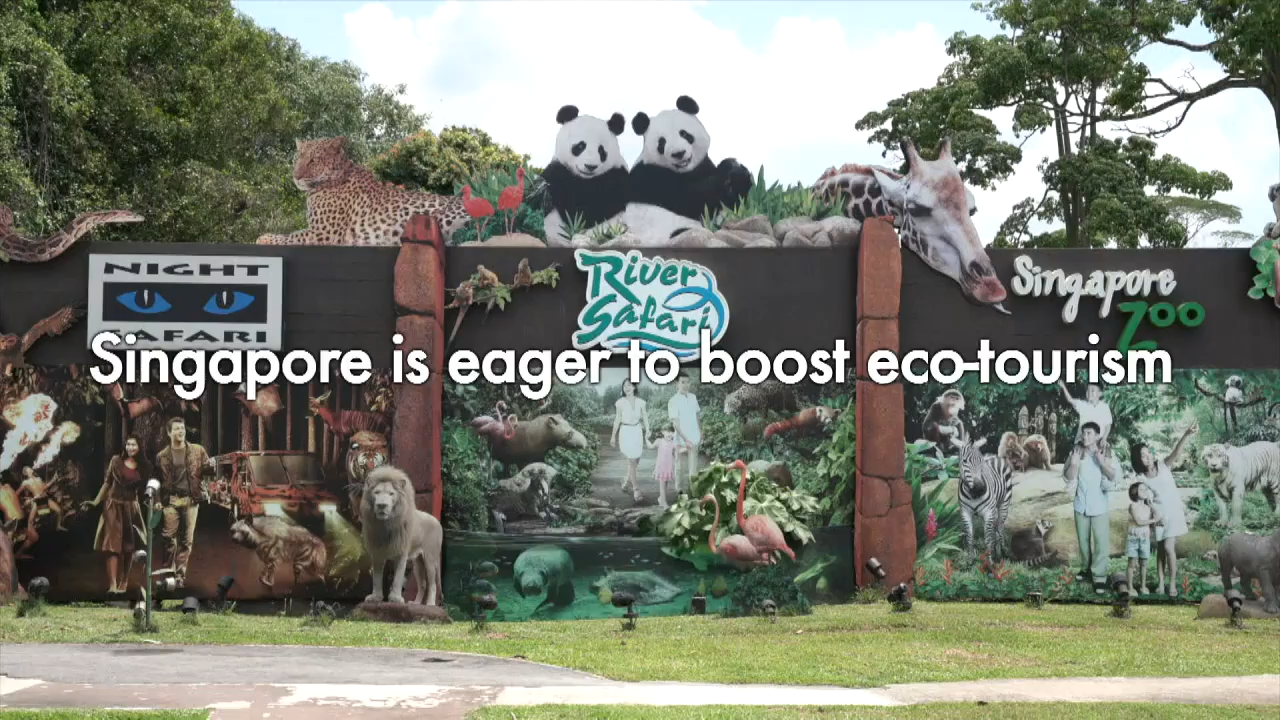 NIGHT
SAFARI
River
Safari
Singapore
Zoo
Singapore is eager to boost eco-tourism